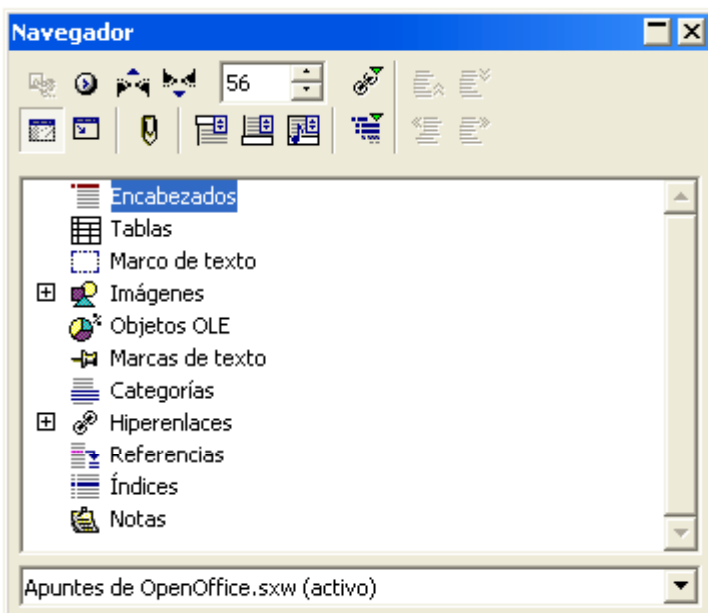 Navegador
56
Encabezados
Tablas
Marco de texto
Imágenes
Objetos OLE
Marcas de texto
Categorías
Hiperenlaces
Referencias
Índices
Notas
Apuntes de OpenOffice.sxw (activo)